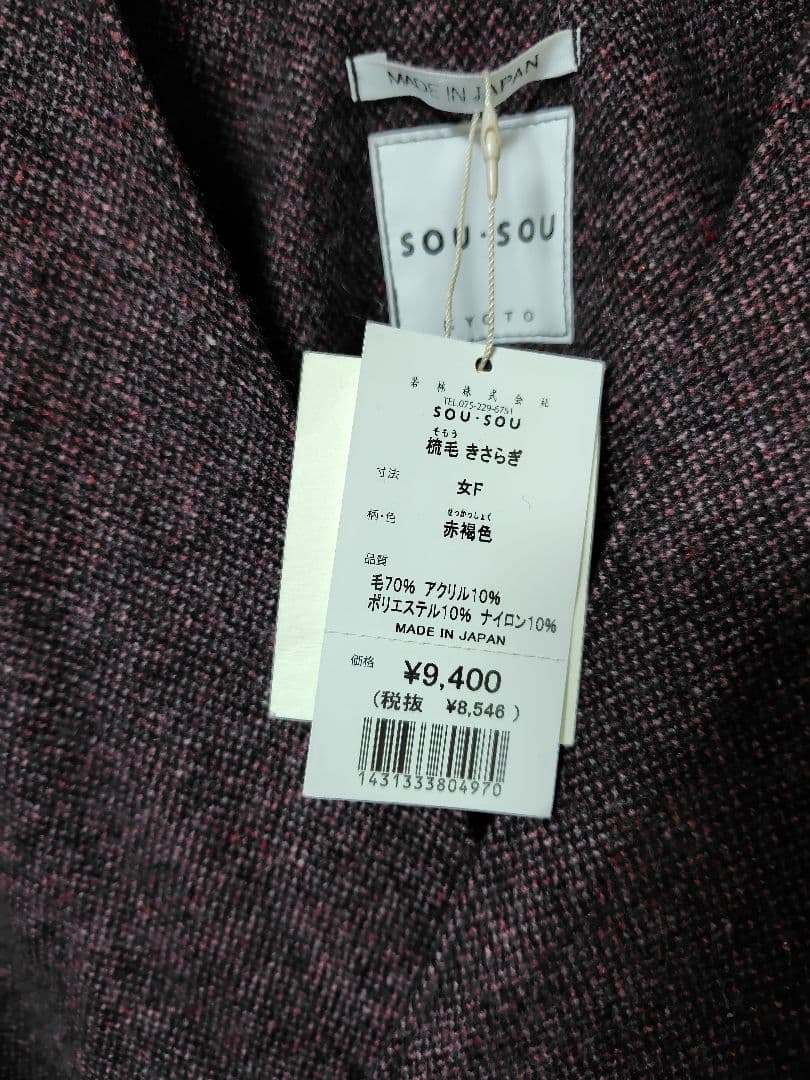 MADE IN JAPAN
SOU・SOU
KYOTO
若林株式会社
TEL.075-229-6751
SOU・SOU
そもう
梳毛 きさらぎ
寸法
女F
柄・色
せっかっしょく
赤褐色
品質
毛70% アクリル10%
ポリエステル10% ナイロン10%
MADE IN JAPAN
価格
¥9,400
(税抜 ¥8,546 )
1431333804970